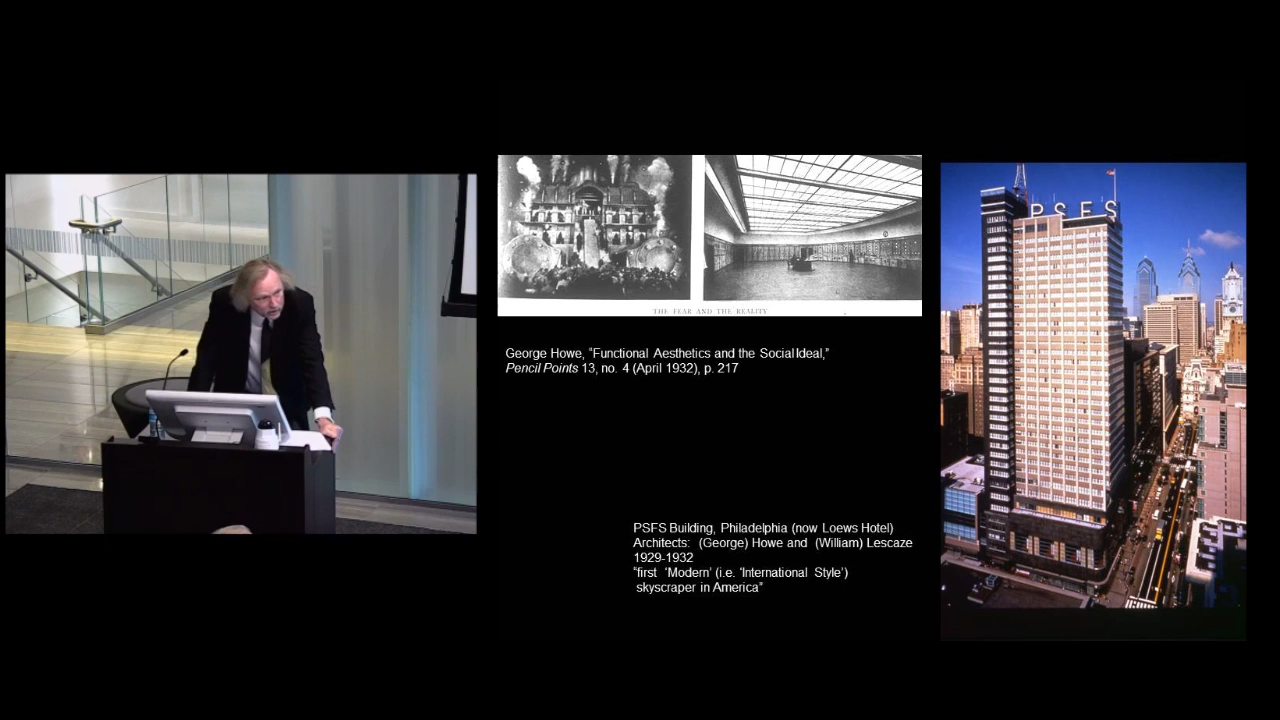 THE FEAR AND THE REALITY
George Howe, “Functional Aesthetics and the Social Ideal,”
Pencil Points 13, no. 4 (April 1932), p. 217
PSFS Building, Philadelphia (now Loews Hotel)
Architects: (George) Howe and (William) Lescaze
1929-1932
“first ‘Modern’ (i.e. ‘International Style’)
skyscraper in America”
PSFS